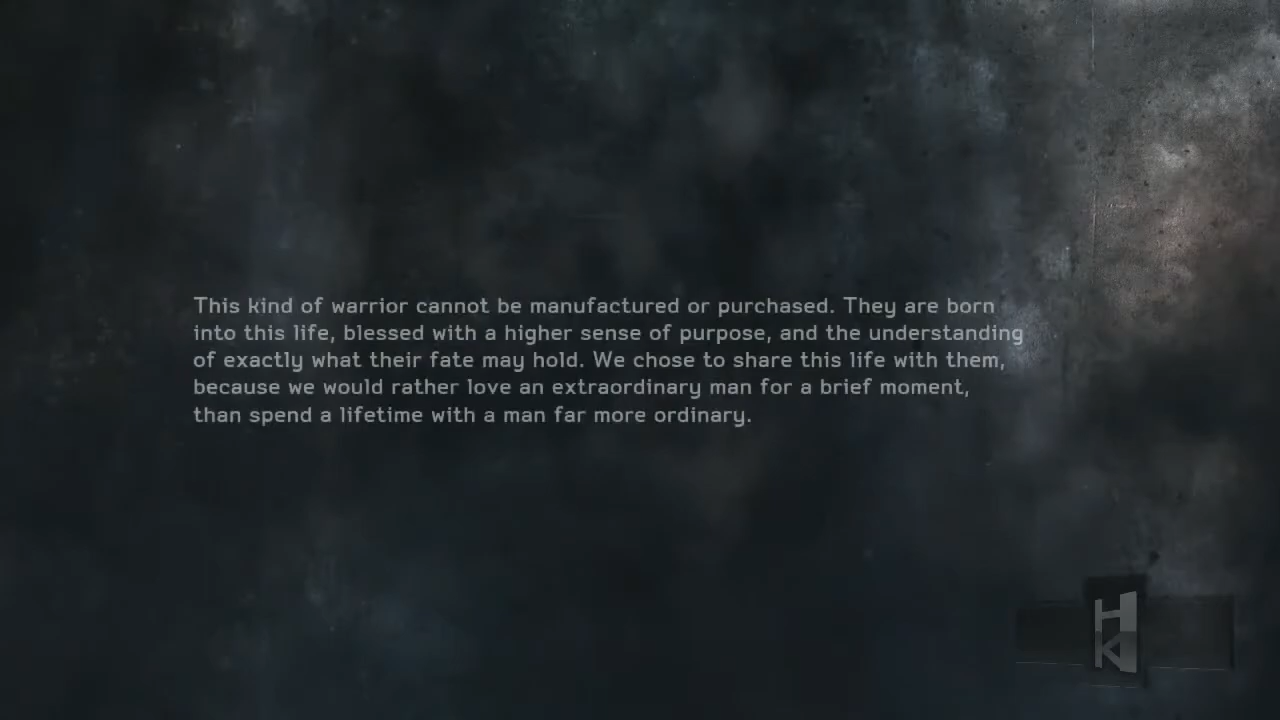 This kind of warrior cannot be manufactured or purchased. They are born
into this life, blessed with a higher sense of purpose, and the understanding
of exactly what their fate may hold. We chose to share this life with them,
because we would rather love an extraordinary man for a brief moment,
than spend a lifetime with a man far more ordinary.
H
K